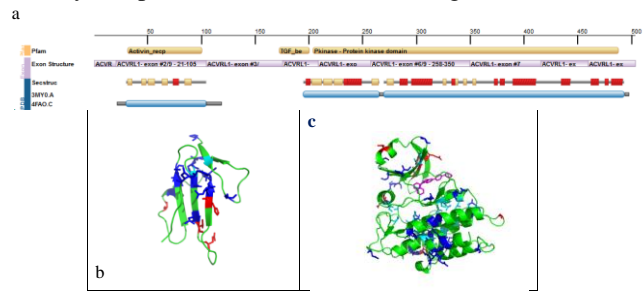 a
50 100 150 200 250 300 350 400 450 500
Pfam Activin_recp TGF_be Pkinase - Protein kinase domain
Exon Structure ACVR ACVRL1- exon #2/9 - 21-105 ACVRL1- exon #3/ ACVRL1- ACVRL1- exo ACVRL1- exon #6/9 - 258-350 ACVRL1- exon #7 ACVRL1- ex ACVRL1- exo
Secstruc
3MY0.A
4FAO.C
c
b